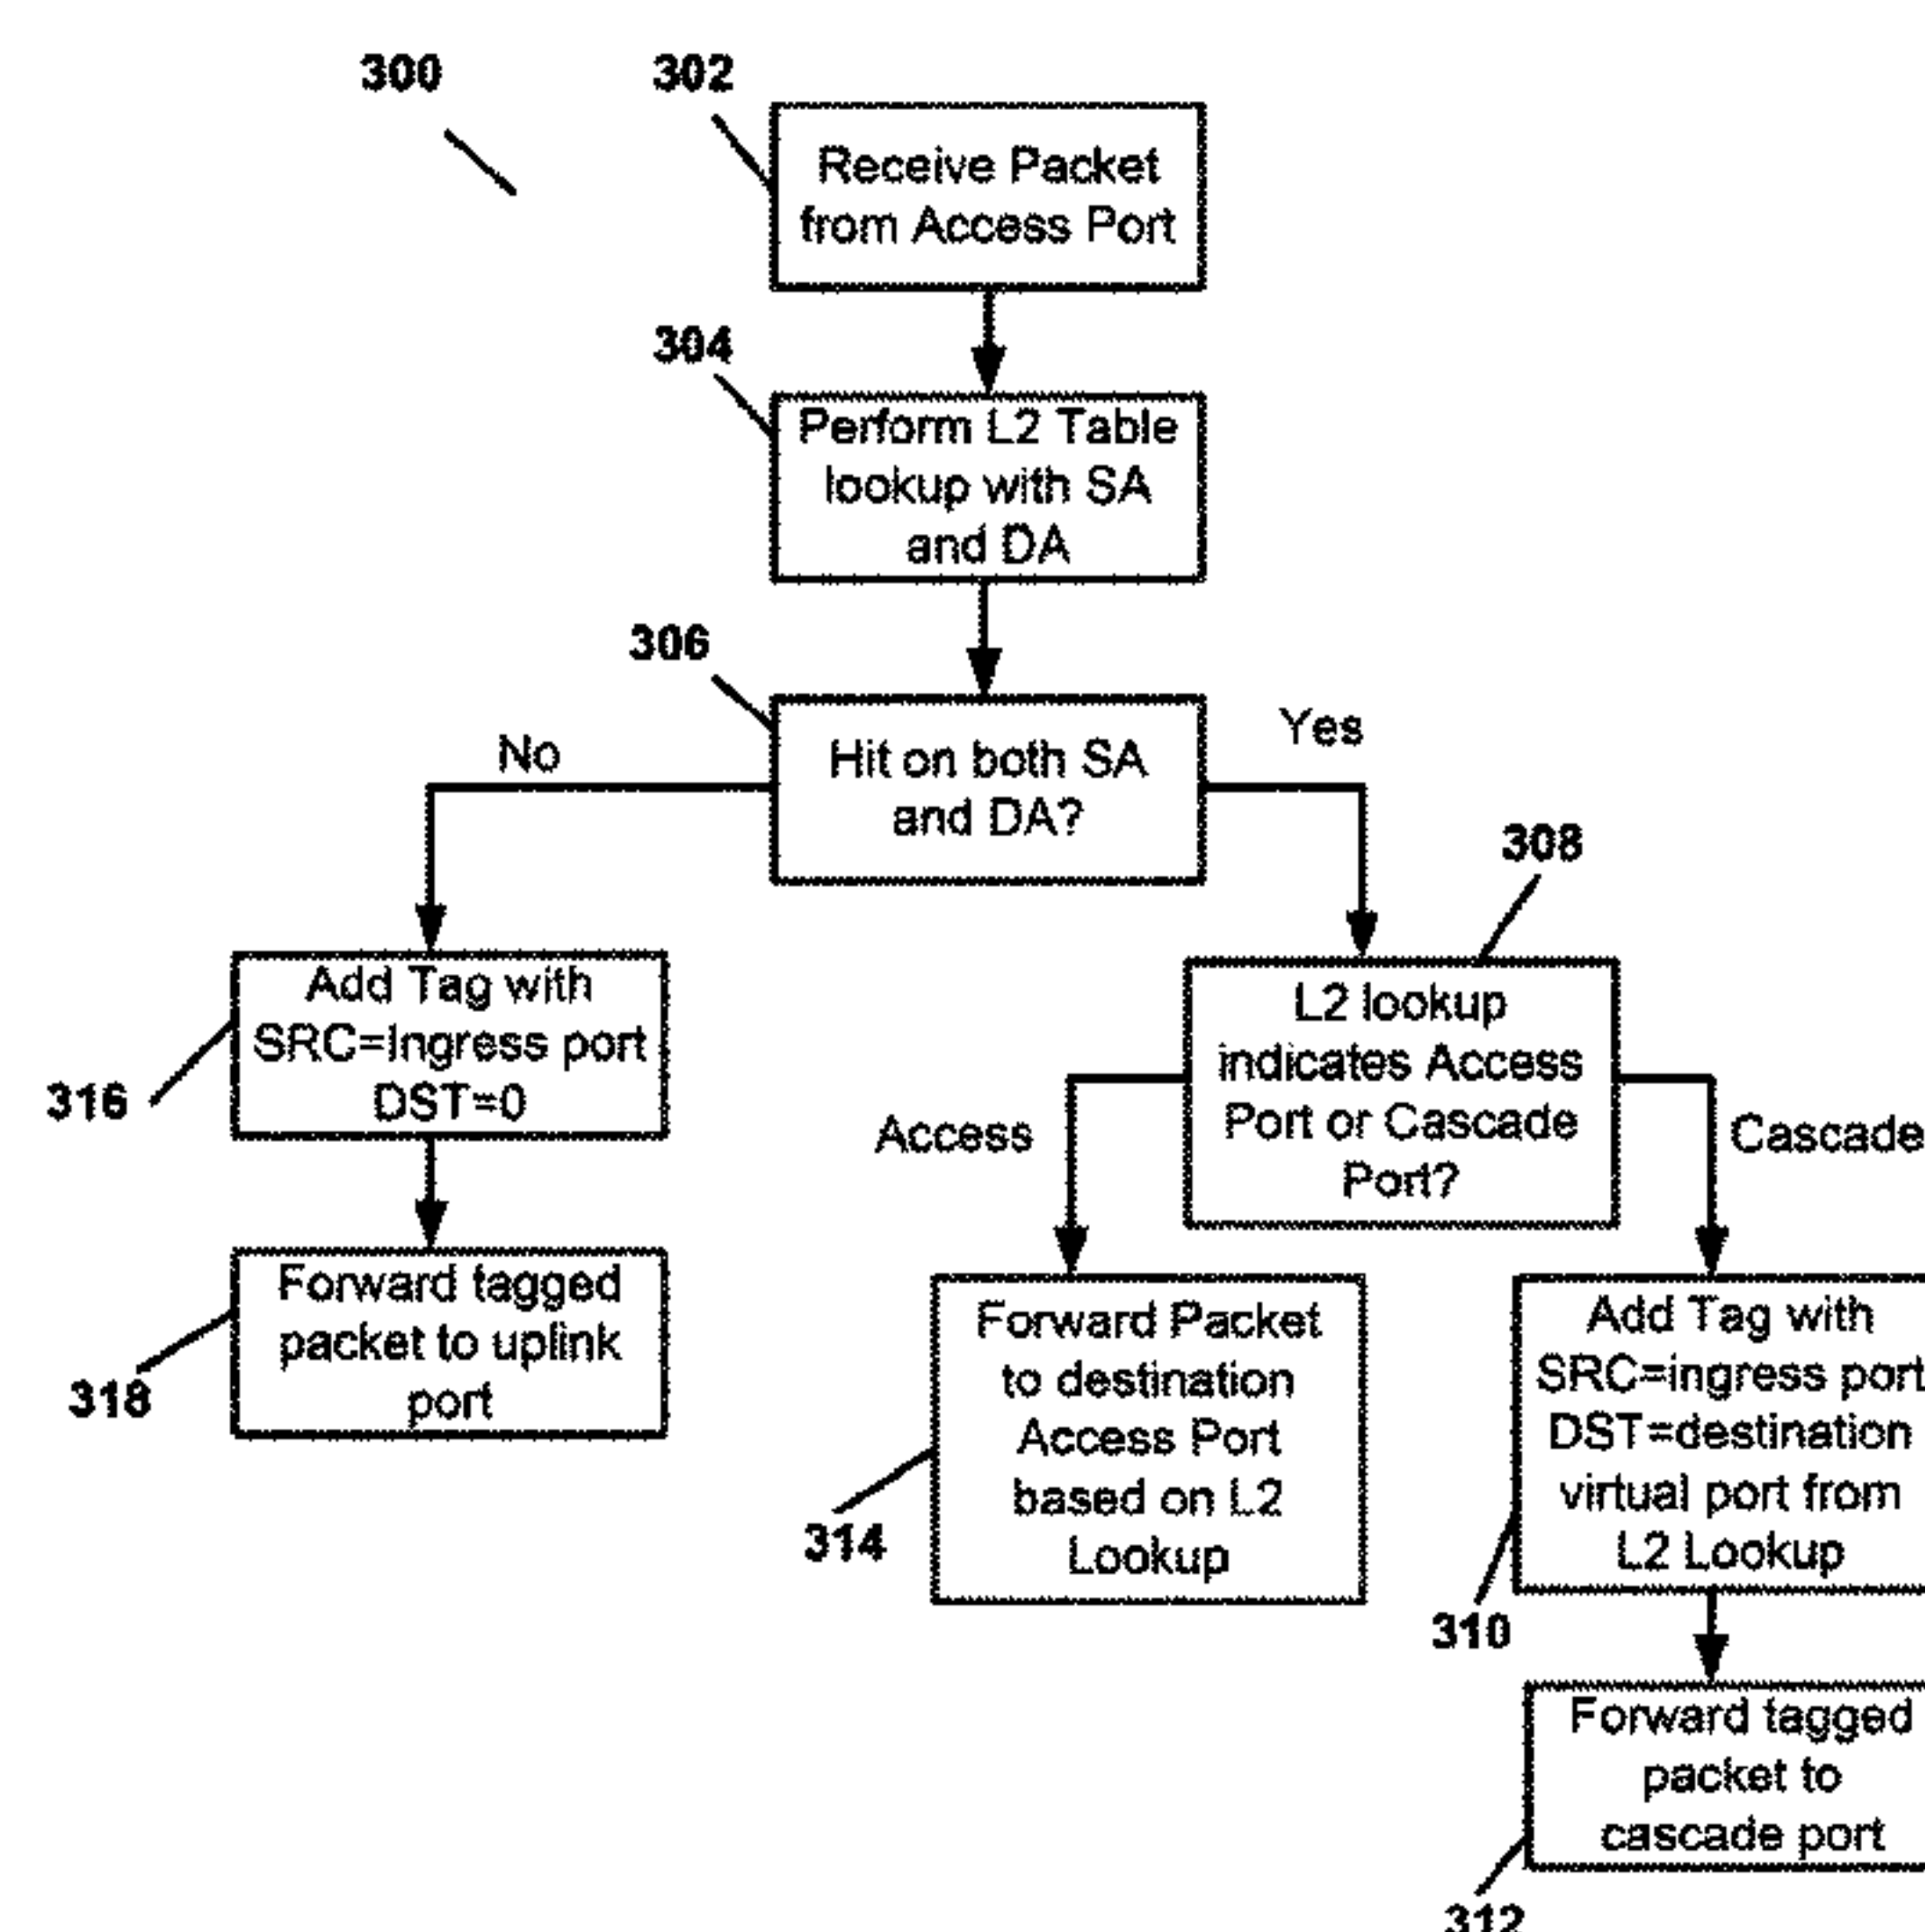 300
302
Receive Packet
from Access Port
304
Perform L2 Table
lookup with SA
and DA
306
Hit on both SA
and DA?
No
Yes
308
L2 lookup
indicates Access
Port or Cascade
Port?
Access
Cascade
316
Add Tag with
SRC=Ingress port
DST=0
318
Forward tagged
packet to uplink
port
314
Forward Packet
to destination
Access Port
based on L2
Lookup
310
Add Tag with
SRC=ingress port
DST=destination
virtual port from
L2 Lookup
312
Forward tagged
packet to
cascade port